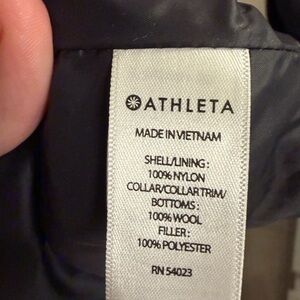 ATHLETA
MADE IN VIETNAM
SHELL/LINING :
100% NYLON
COLLAR/COLLAR TRIM/
BOTTOMS :
100% WOOL
FILLER :
100% POLYESTER
RN 54023